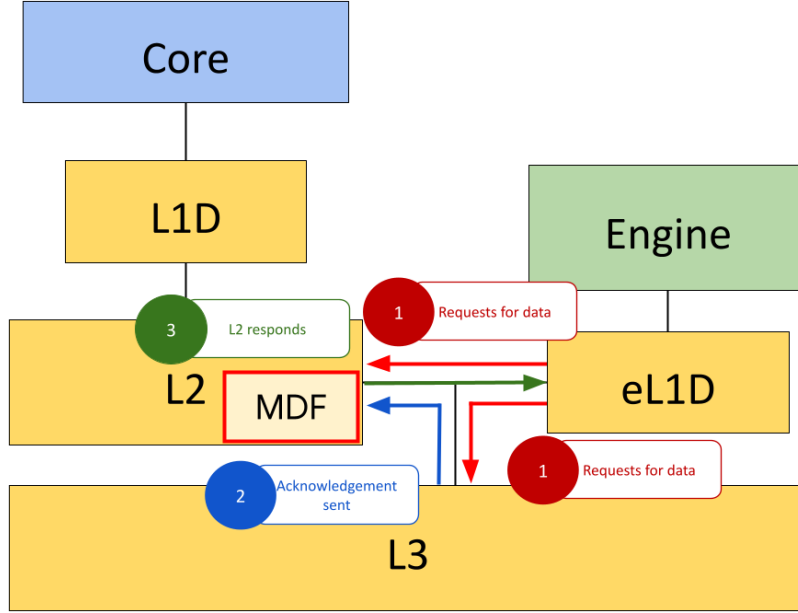 Core
L1D
Engine
1
Requests for data
3
L2 responds
L2
MDF
eL1D
1
Requests for data
2
Acknowledgement
sent
L3